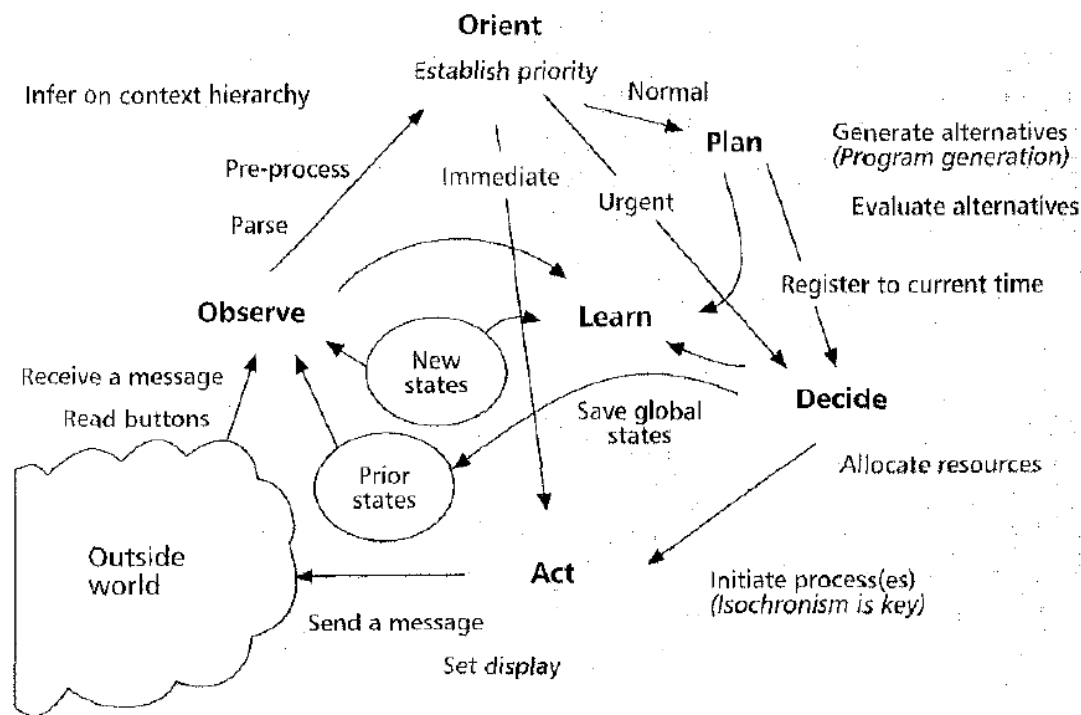 Orient
Establish priority
Infer on context hierarchy
Normal
Plan
Generate alternatives
(Program generation)
Pre-process
Immediate
Urgent
Evaluate alternatives
Parse
Register to current time
Observe
Learn
New
states
Receive a message
Read buttons
Decide
Save global
states
Prior
states
Allocate resources
Outside
world
Act
Initiate process(es)
(Isochronism is key)
Send a message
Set display